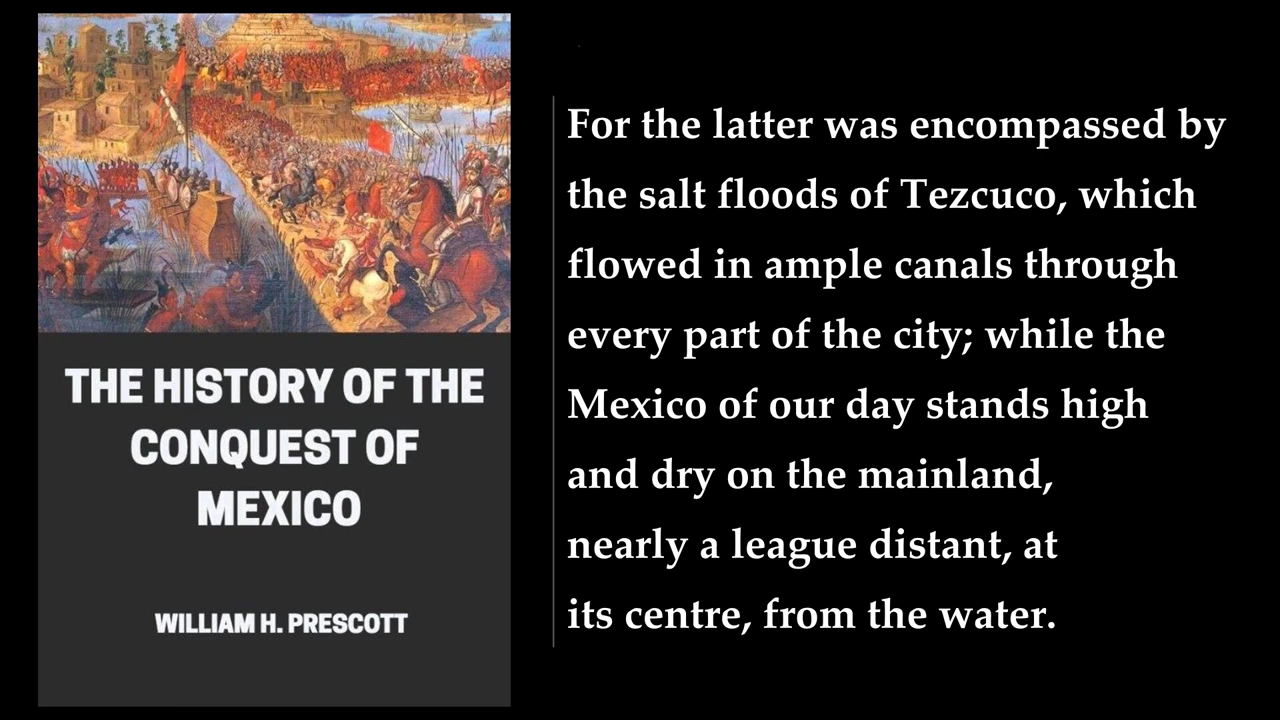 THE HISTORY OF THE
CONQUEST OF
MEXICO
WILLIAM H. PRESCOTT
For the latter was encompassed by
the salt floods of Tezcuco, which
flowed in ample canals through
every part of the city; while the
Mexico of our day stands high
and dry on the mainland,
nearly a league distant, at
its centre, from the water.